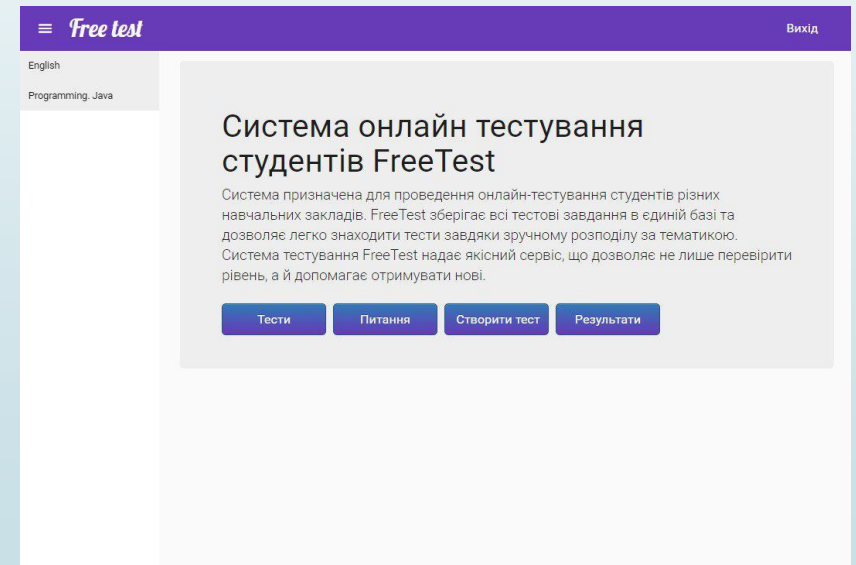 Free test
Вихід
English
Programming. Java
Система онлайн тестування
студентів FreeTest
Система призначена для проведення онлайн-тестування студентів різних
навчальних закладів. FreeTest зберігає всі тестові завдання в єдиній базі та
дозволяє легко знаходити тести завдяки зручному розподілу за тематикою.
Система тестування FreeTest надає якісний сервіс, що дозволяє не лише перевірити
рівень, а й допомагає отримувати нові.
Тести
Питання
Створити тест
Результати